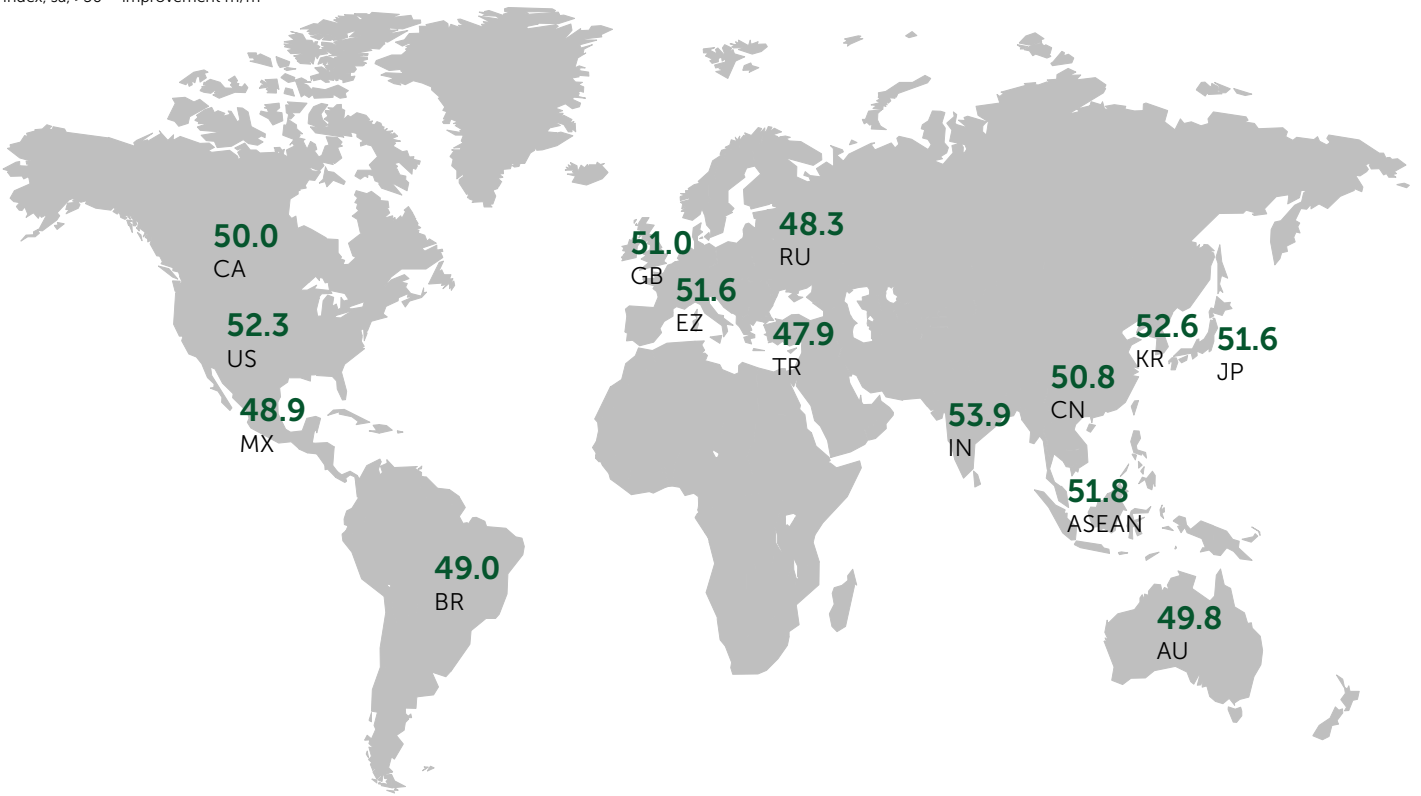 50.0
CA
52.3
US
48.9
MX
49.0
BR
51.0
GB
51.6
EZ
48.3
RU
47.9
TR
53.9
IN
50.8
CN
52.6
KR
51.6
JP
51.8
ASEAN
49.8
AU